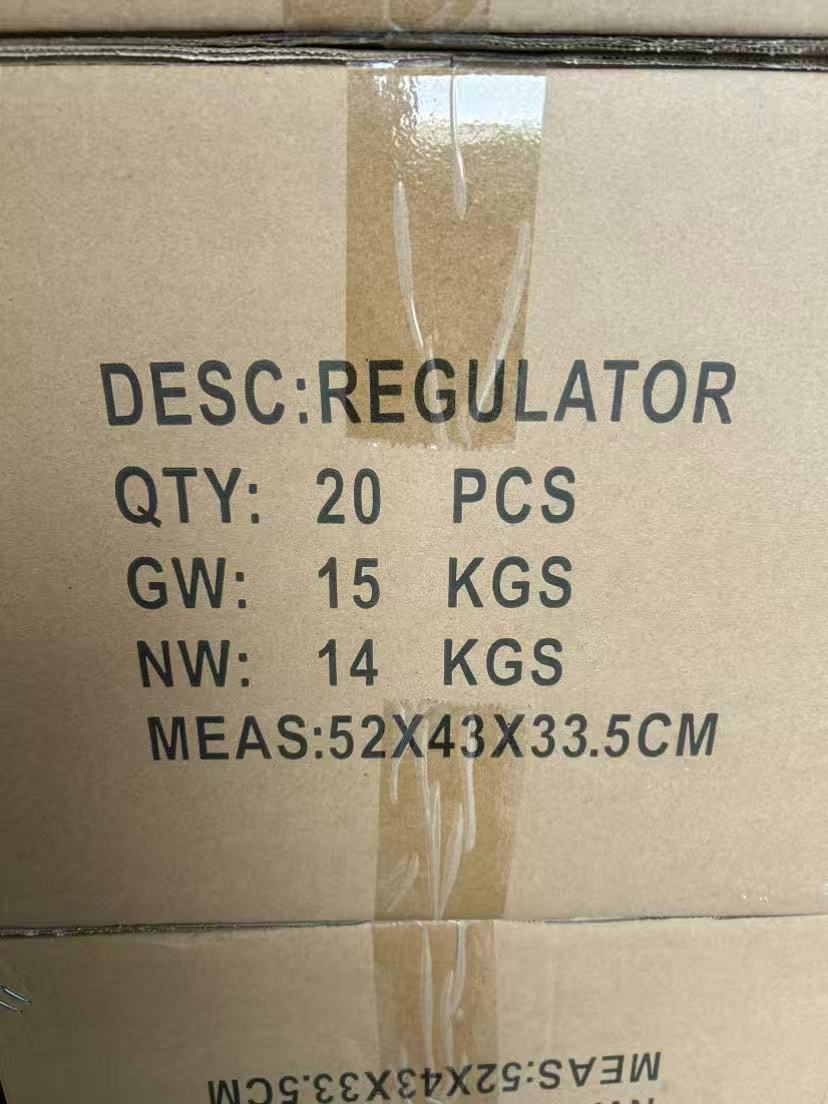 DESC:REGULATOR
QTY: 20 PCS
GW: 15 KGS
NW: 14 KGS
MEAS:52X43X33.5CM
MEAS:52X43X33.5CM